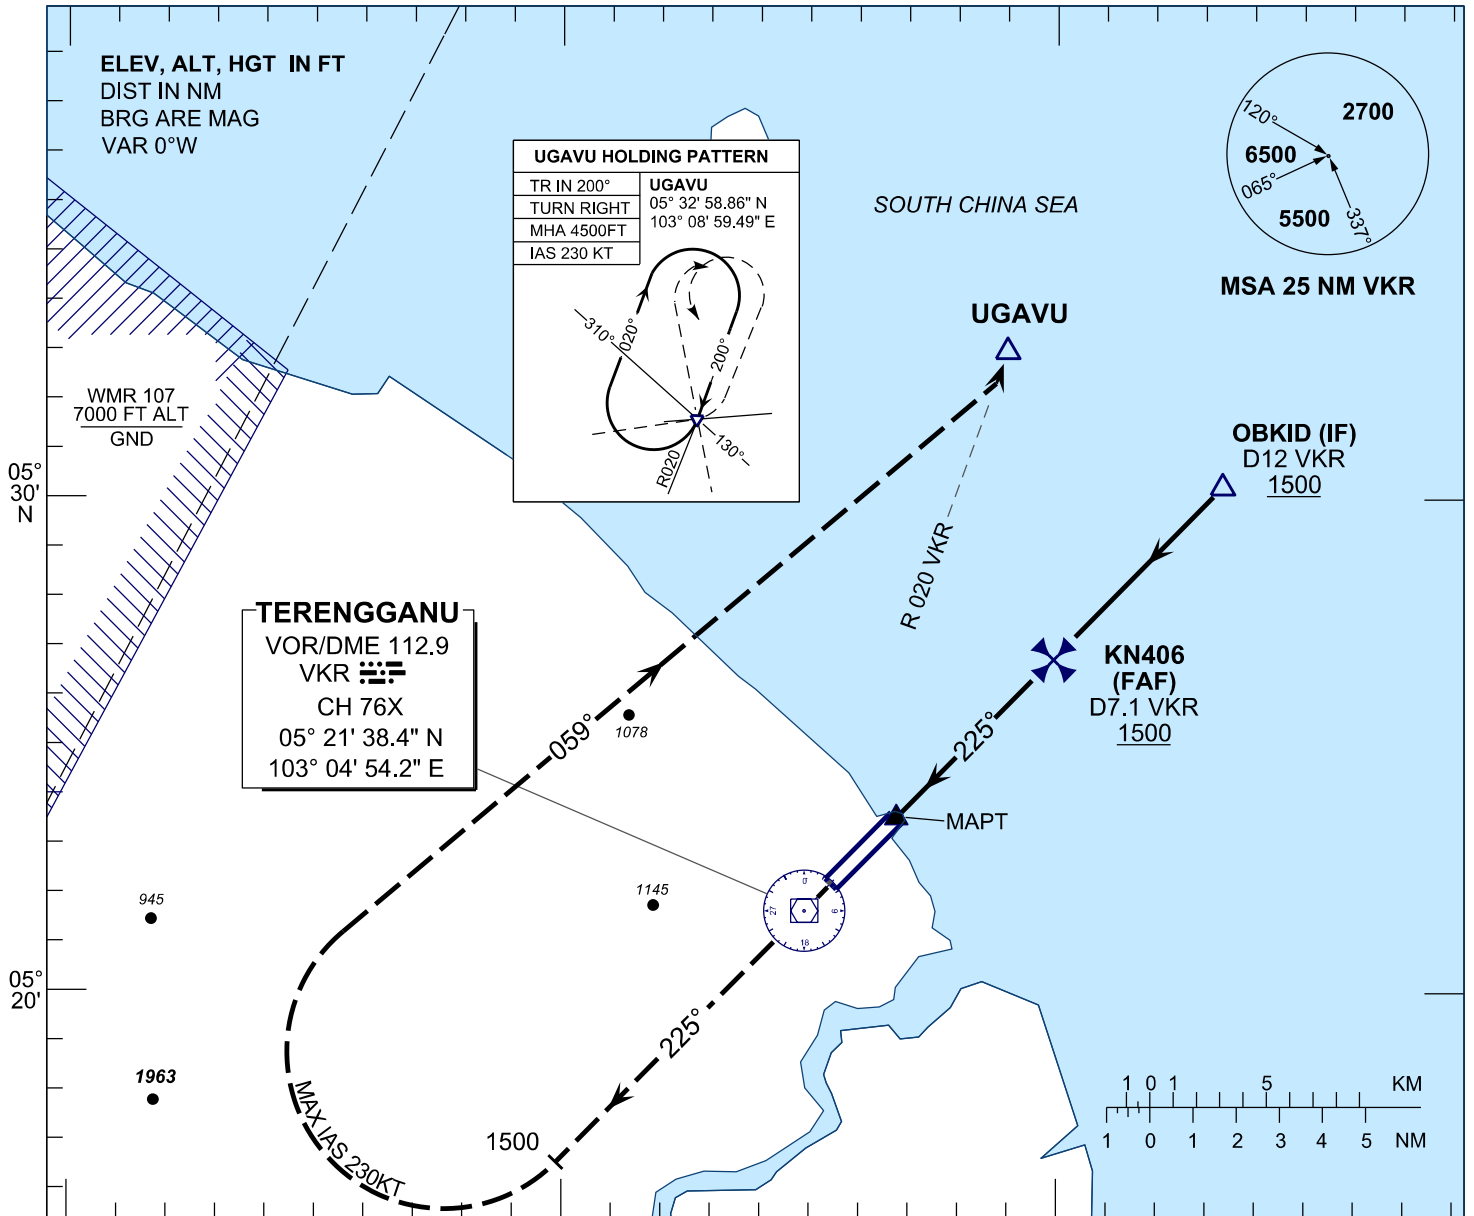 ELEV, ALT, HGT IN FT
DIST IN NM
BRG ARE MAG
VAR 0°W
UGAVU HOLDING PATTERN
TR IN 200°
TURN RIGHT
MHA 4500FT
IAS 230 KT
UGAVU
05° 32' 58.86" N
103° 08' 59.49" E
310°
020°
200°
130°
R020
SOUTH CHINA SEA
120°
2700
6500
065°
5500
337°
MSA 25 NM VKR
UGAVU
WMR 107
7000 FT ALT
GND
OBKID (IF)
D12 VKR
1500
05°
30'
N
R 020 VKR
TERENGGANU
VOR/DME 112.9
VKR
CH 76X
05° 21' 38.4" N
103° 04' 54.2" E
KN406
(FAF)
D7.1 VKR
1500
059°
1078
225°
MAPT
945
1145
0
9
18
27
05°
20'
225°
1963
MAX IAS 230KT
1500
1 0 1 5 KM
1 0 1 2 3 4 5 NM